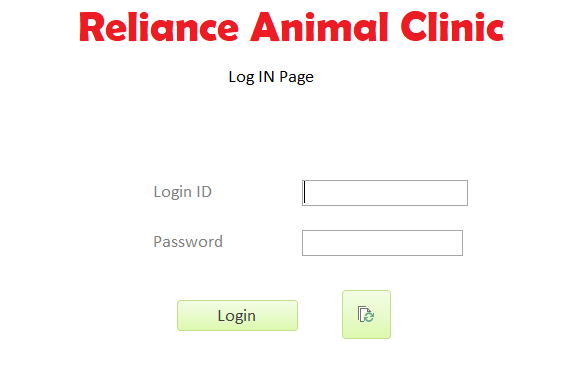 Reliance Animal Clinic
Log IN Page
Login ID
Password
Login